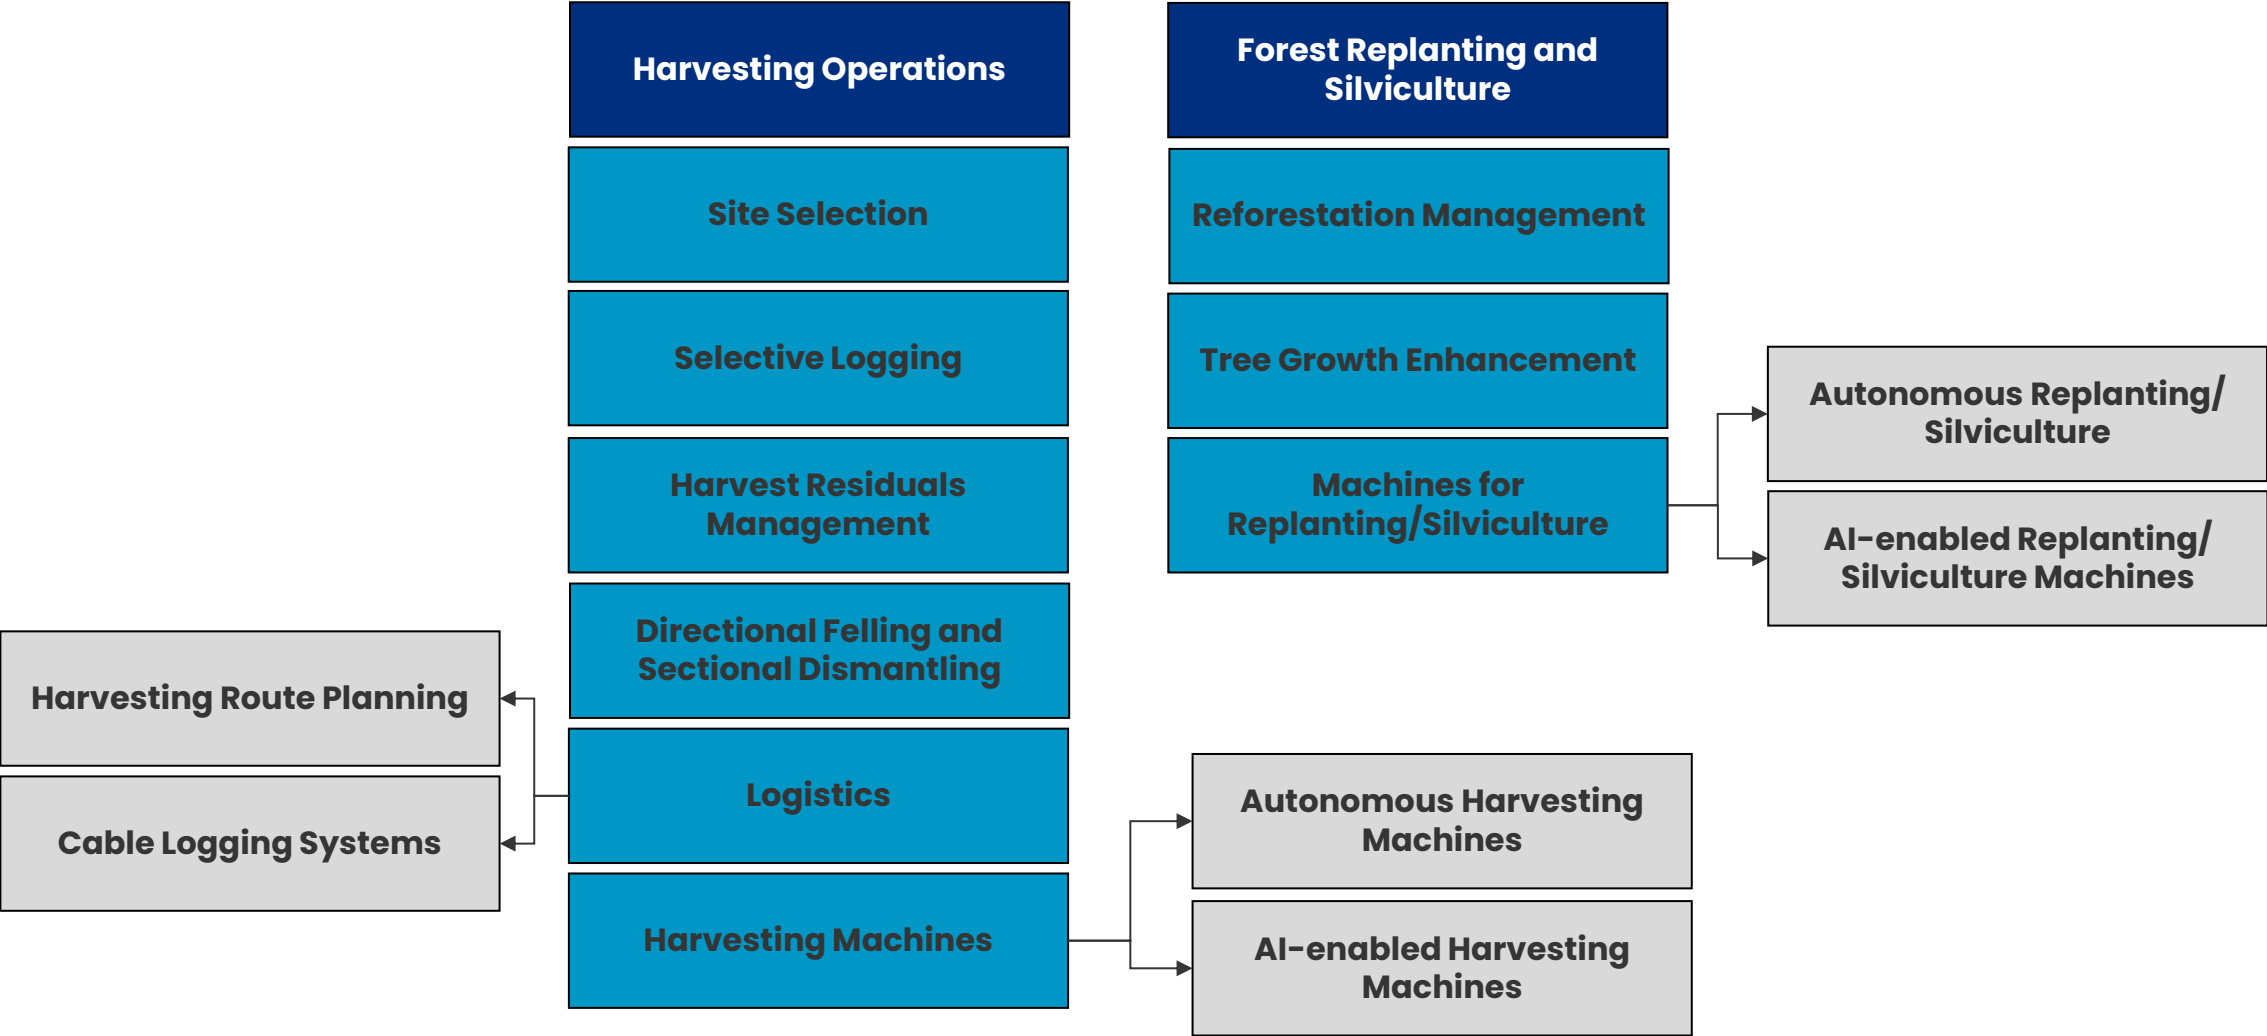 Harvesting Operations
Site Selection
Selective Logging
Harvest Residuals
Management
Directional Felling and
Sectional Dismantling
Logistics
Harvesting Machines
Harvesting Route Planning
Cable Logging Systems
Autonomous Harvesting
Machines
AI-enabled Harvesting
Machines
Forest Replanting and
Silviculture
Reforestation Management
Tree Growth Enhancement
Machines for
Replanting/Silviculture
Autonomous Replanting/
Silviculture
AI-enabled Replanting/
Silviculture Machines